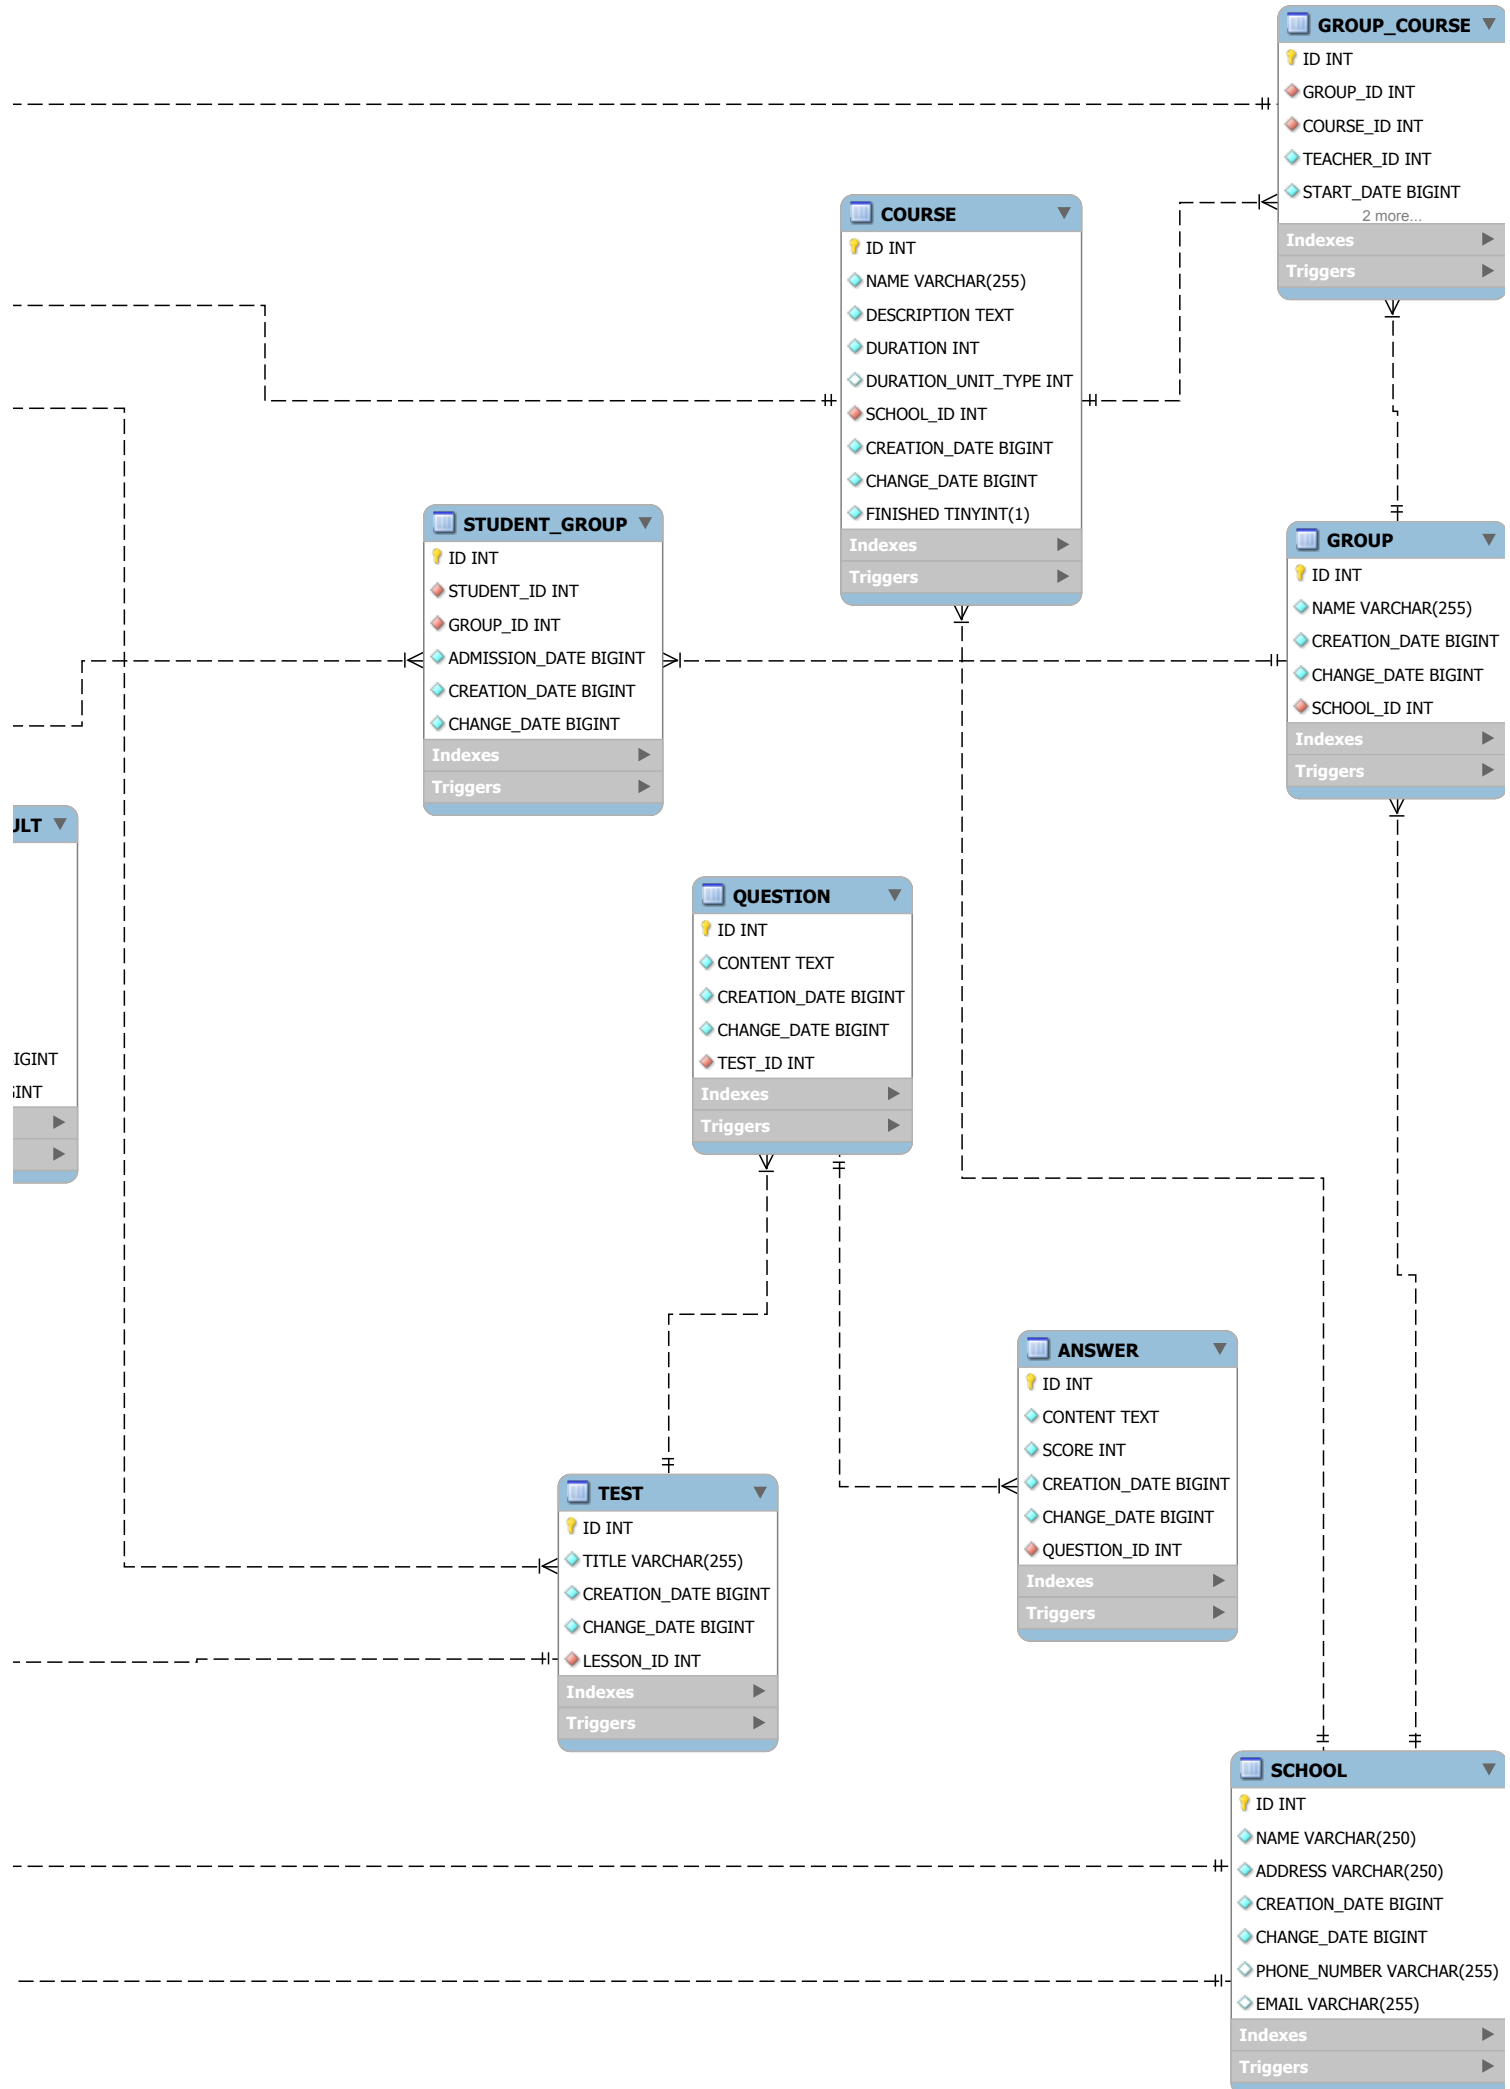 GROUP_COURSE
ID INT
GROUP_ID INT
COURSE_ID INT
TEACHER_ID INT
START_DATE BIGINT
2 more...
Indexes
Triggers
COURSE
ID INT
NAME VARCHAR(255)
DESCRIPTION TEXT
DURATION INT
DURATION_UNIT_TYPE INT
SCHOOL_ID INT
CREATION_DATE BIGINT
CHANGE_DATE BIGINT
FINISHED TINYINT(1)
Indexes
Triggers
STUDENT_GROUP
ID INT
STUDENT_ID INT
GROUP_ID INT
ADMISSION_DATE BIGINT
CREATION_DATE BIGINT
CHANGE_DATE BIGINT
Indexes
Triggers
GROUP
ID INT
NAME VARCHAR(255)
CREATION_DATE BIGINT
CHANGE_DATE BIGINT
SCHOOL_ID INT
Indexes
Triggers
ULT
IGINT
GINT
QUESTION
ID INT
CONTENT TEXT
CREATION_DATE BIGINT
CHANGE_DATE BIGINT
TEST_ID INT
Indexes
Triggers
ANSWER
ID INT
CONTENT TEXT
SCORE INT
CREATION_DATE BIGINT
CHANGE_DATE BIGINT
QUESTION_ID INT
Indexes
Triggers
TEST
ID INT
TITLE VARCHAR(255)
CREATION_DATE BIGINT
CHANGE_DATE BIGINT
LESSON_ID INT
Indexes
Triggers
SCHOOL
ID INT
NAME VARCHAR(250)
ADDRESS VARCHAR(250)
CREATION_DATE BIGINT
CHANGE_DATE BIGINT
PHONE_NUMBER VARCHAR(255)
EMAIL VARCHAR(255)
Indexes
Triggers